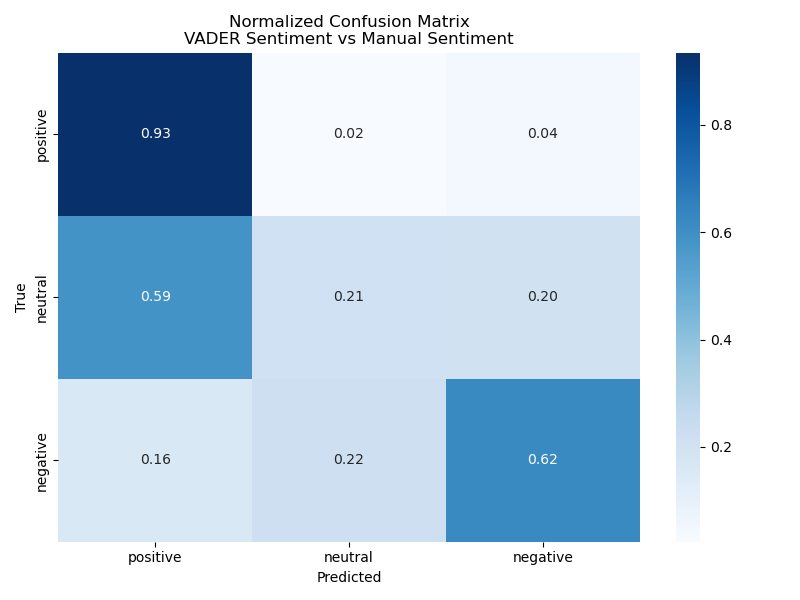 Normalized Confusion Matrix
VADER Sentiment vs Manual Sentiment
True
positive
0.93 0.02 0.04
neutral
0.59 0.21 0.20
negative
0.16 0.22 0.62
positive neutral negative
Predicted
0.8
0.6
0.4
0.2